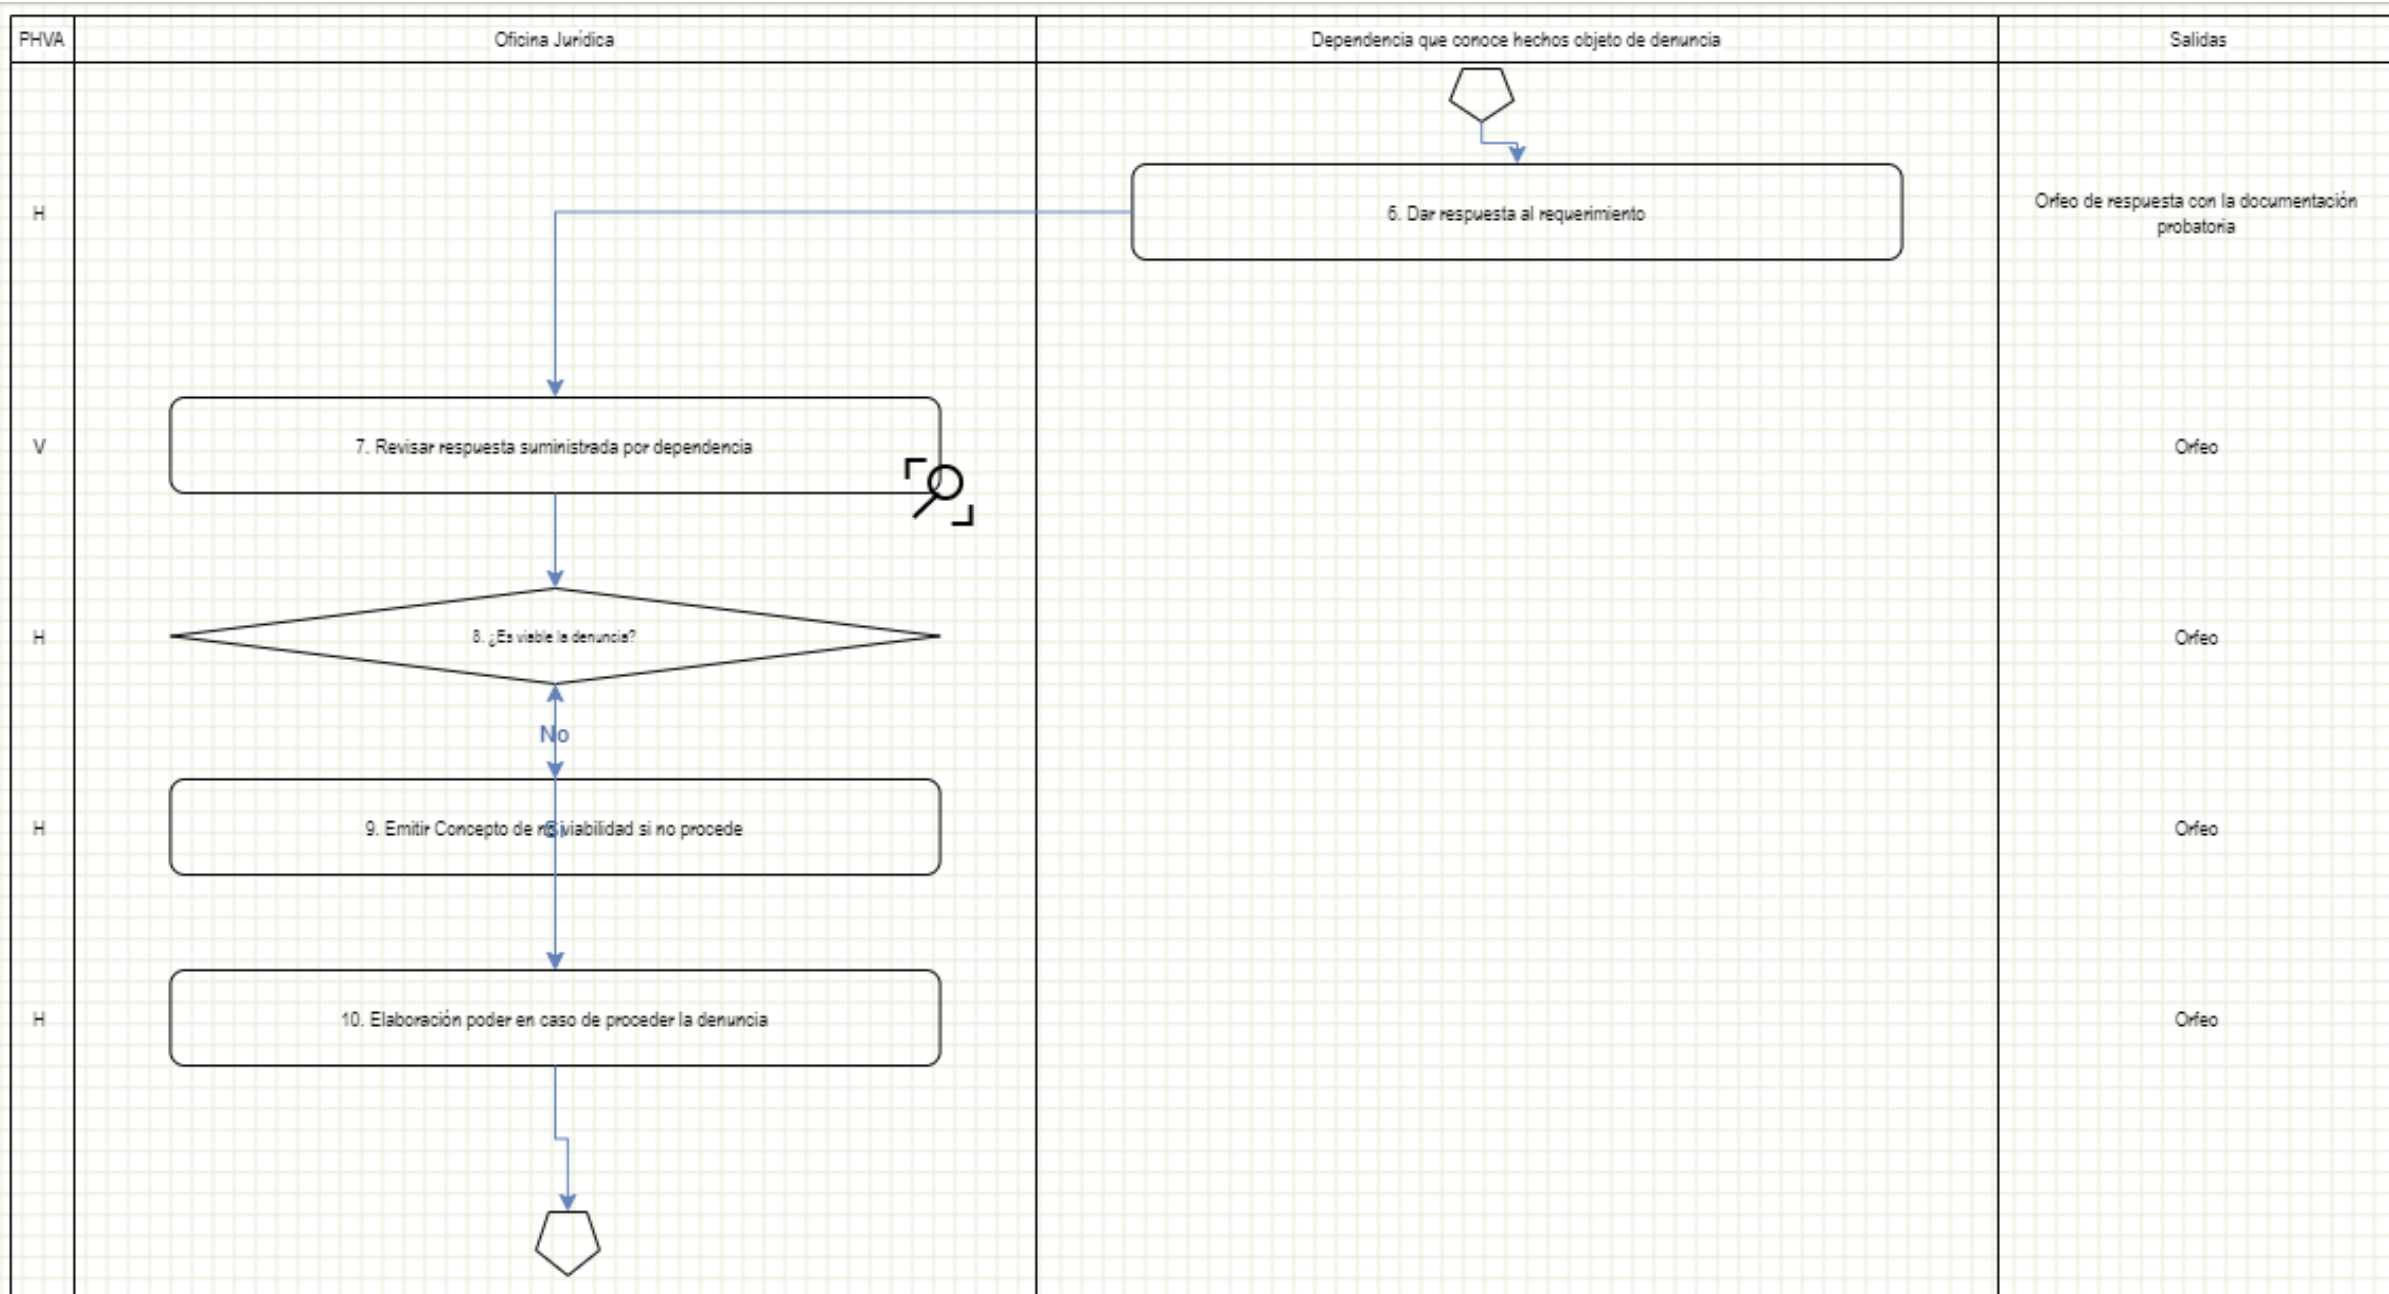 PHVA
Oficina Jurídica
Dependencia que conoce hechos objeto de denuncia
Salidas
H
6. Dar respuesta al requerimiento
Orfeo de respuesta con la documentación
probatoria
V
7. Revisar respuesta suministrada por dependencia
Orfeo
H
8. ¿Es viable la denuncia?
Orfeo
No
H
9. Emitir Concepto de no viabilidad si no procede
Si
Orfeo
H
10. Elaboración poder en caso de proceder la denuncia
Orfeo